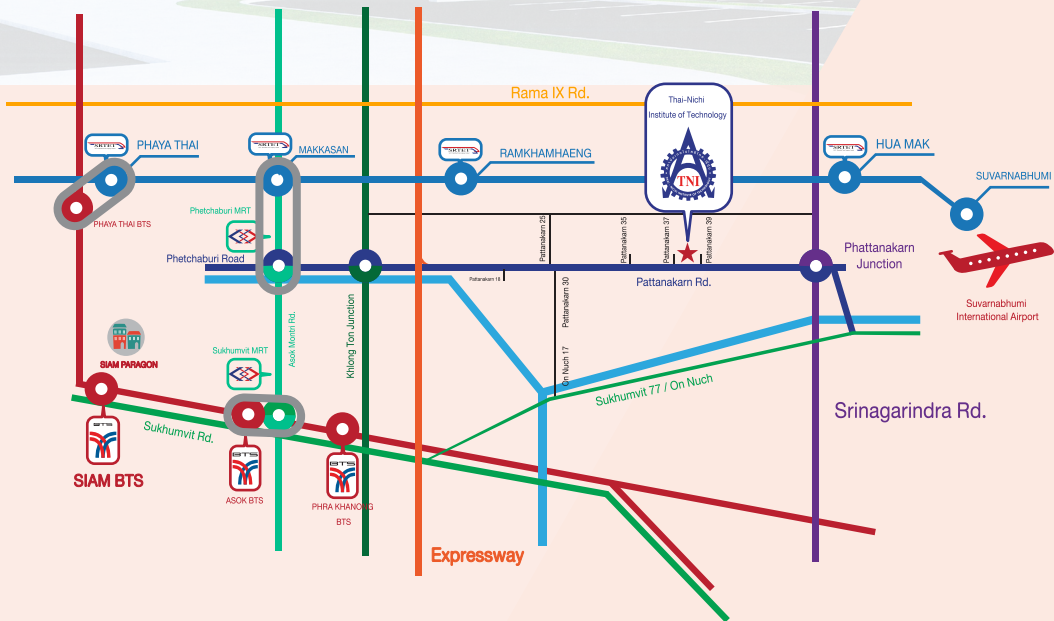 Rama IX Rd.
Thai-Nichi
Institute of Technology
TNI
SRTET
PHAYA THAI
SRTET
MAKKASAN
SRTET
RAMKHAMHAENG
SRTET
HUA MAK
SUVARNABHUMI
PHAYA THAI BTS
Phetchaburi MRT
Phetchaburi Road
Pattanakarn 25
Pattanakarn 35
Pattanakarn 37
Pattanakarn 39
Phattanakarn
Junction
Pattanakarn Rd.
Pattanakarn 30
Suvarnabhumi
International Airport
Khlong Ton Junction
Asok Montri Rd.
SIAM PARAGON
Sukhumvit MRT
On Nuch 17
Sukhumvit 77 / On Nuch
Srinagarindra Rd.
Sukhumvit Rd.
BTS
SIAM BTS
BTS
ASOK BTS
BTS
PHRA KHANONG
BTS
Expressway